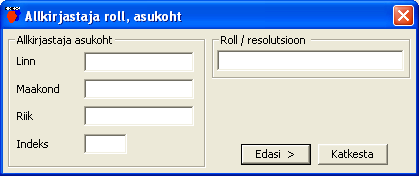 Allkirjastaja roll, asukoht
Allkirjastaja asukoht
Linn
Maakond
Riik
Indeks
Roll / resolutsioon
Edasi >
Katkesta